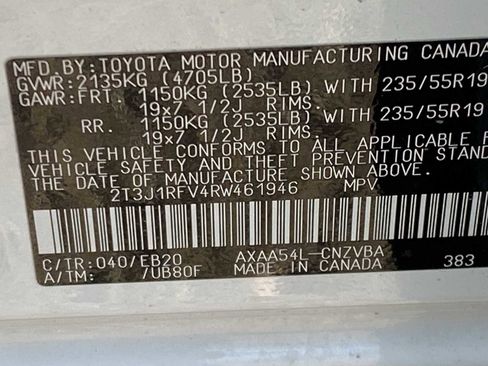 MFD.BY:TOYOTA MOTOR MANUFACTURING CANADA
GVWR:2135KG (4705LB)
GAWR:FRT. 1150KG (2535LB) WITH 235/55R19
19x7 1/2J RIMS.
RR. 1150KG (2535LB) WITH 235/55R19
19x7 1/2J RIMS.
THIS VEHICLE CONFORMS TO ALL APPLICABLE
VEHICLE SAFETY AND THEFT PREVENTION STAND
OF MANUFACTURE SHOWN ABOVE.
2T3J1RFV4RW461946 MPV
C/TR:040/EB20 AXAA54L-CNZVBA
A/TM: /UB80F MADE IN CANADA 383